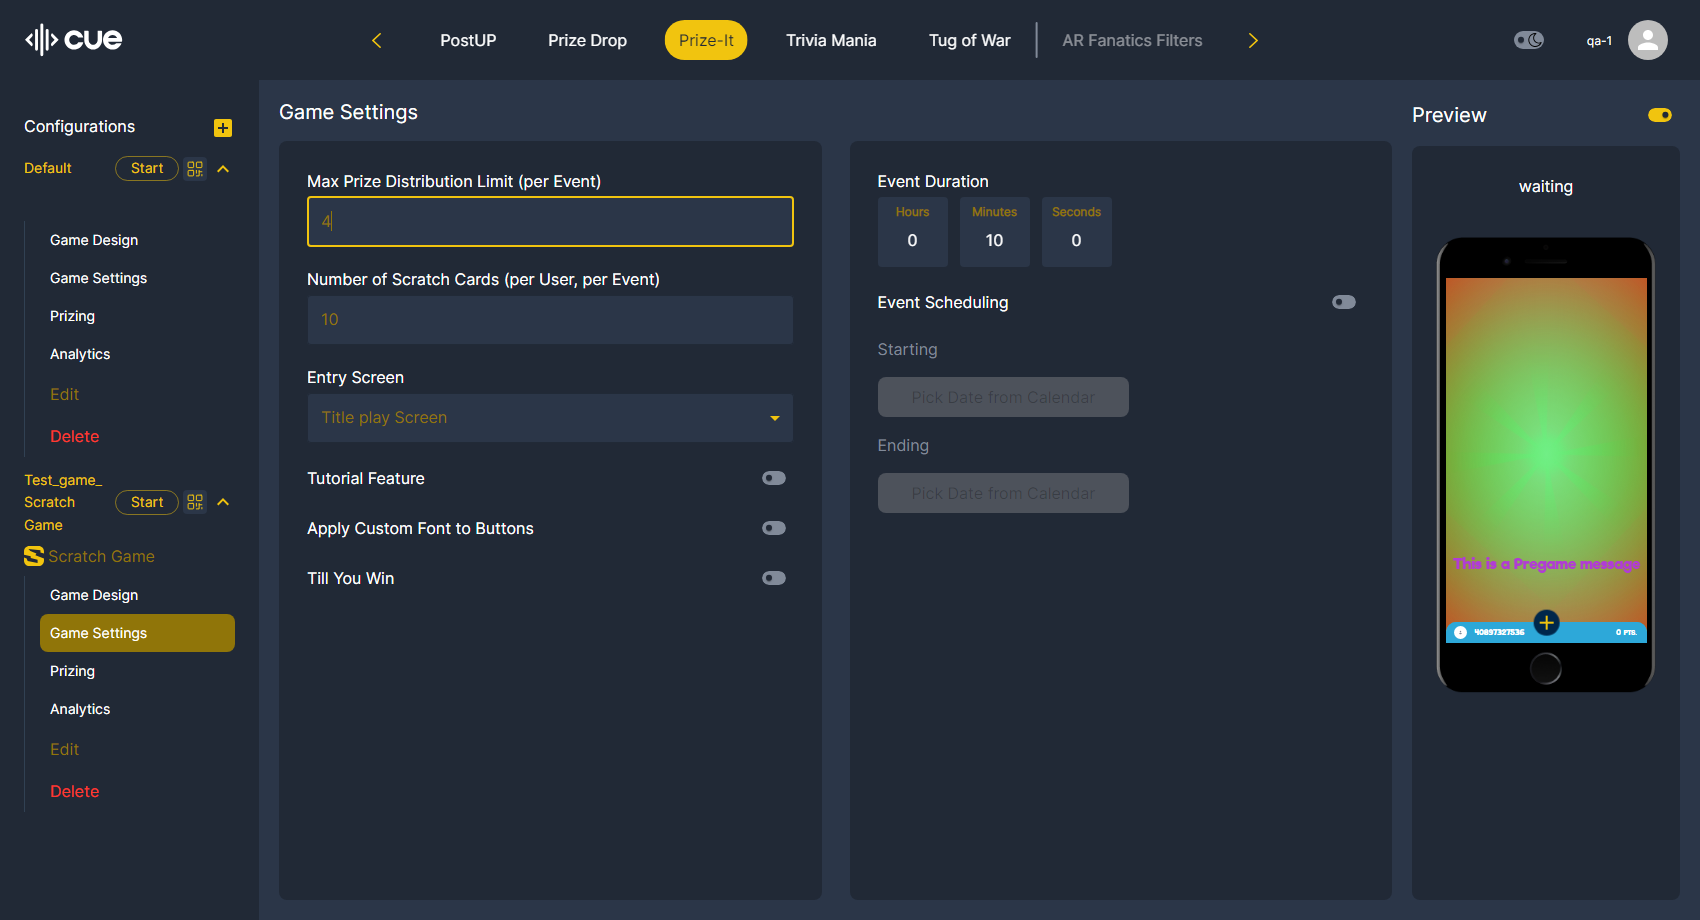 cue
PostUP Prize Drop Prize-It Trivia Mania Tug of War AR Fanatics Filters
qa-1
Configurations
Default Start
Game Design
Game Settings
Prizing
Analytics
Edit
Delete
Test_game_
Scratch
Game
Start
Scratch Game
Game Design
Game Settings
Prizing
Analytics
Edit
Delete
Game Settings
Max Prize Distribution Limit (per Event)
4
Number of Scratch Cards (per User, per Event)
10
Entry Screen
Title play Screen
Tutorial Feature
Apply Custom Font to Buttons
Till You Win
Event Duration
Hours Minutes Seconds
0 10 0
Event Scheduling
Starting
Pick Date from Calendar
Ending
Pick Date from Calendar
Preview
waiting
This is a Pregame message
40897327536 0 PTS.